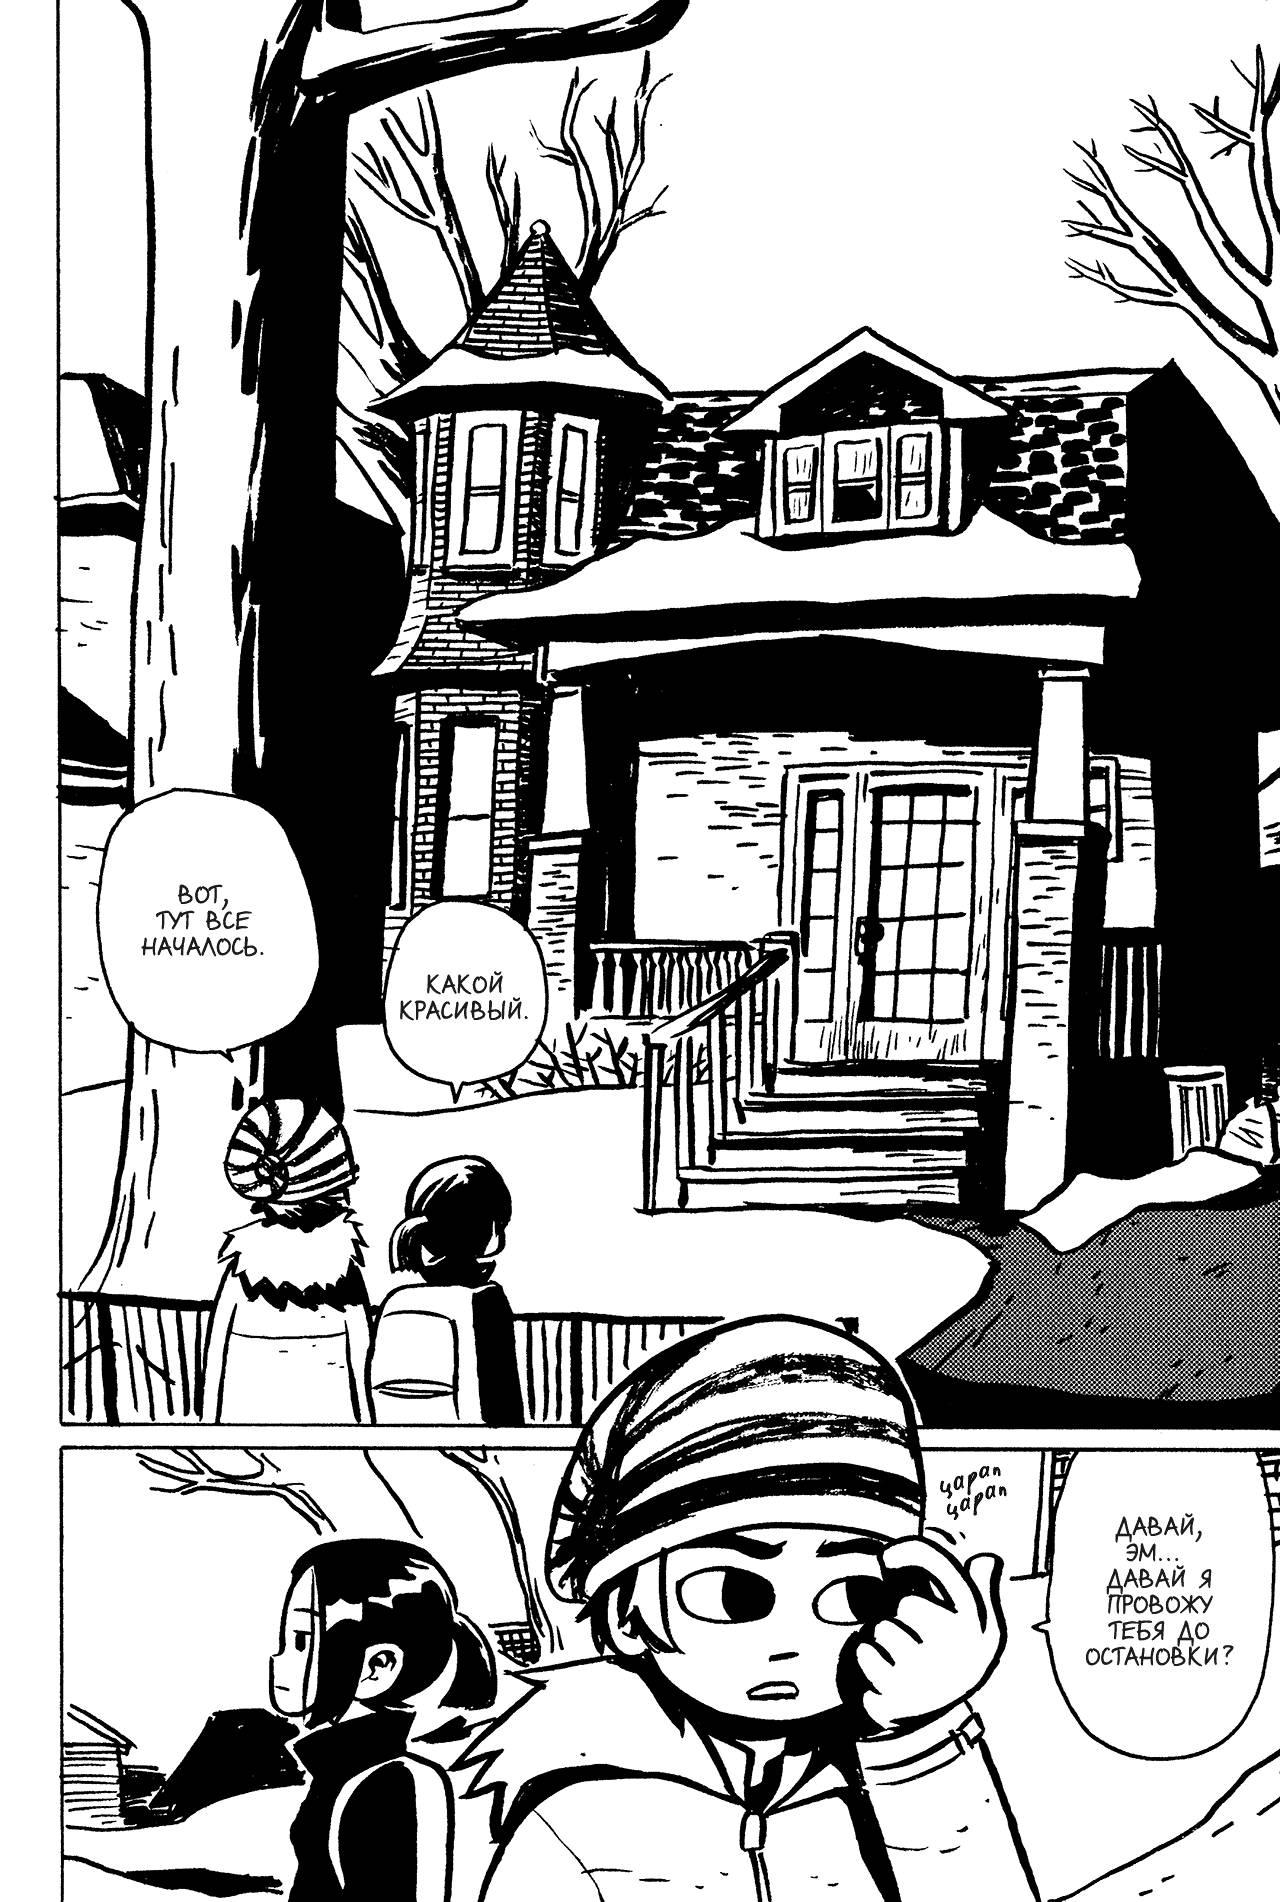 ВОТ,
ТУТ ВСЕ
НАЧАЛОСЬ.
КАКОЙ
КРАСИВЫЙ.
царап
царап
ДАВАЙ,
ЭМ...
ДАВАЙ Я
ПРОВОЖУ
ТЕБЯ ДО
ОСТАНОВКИ?